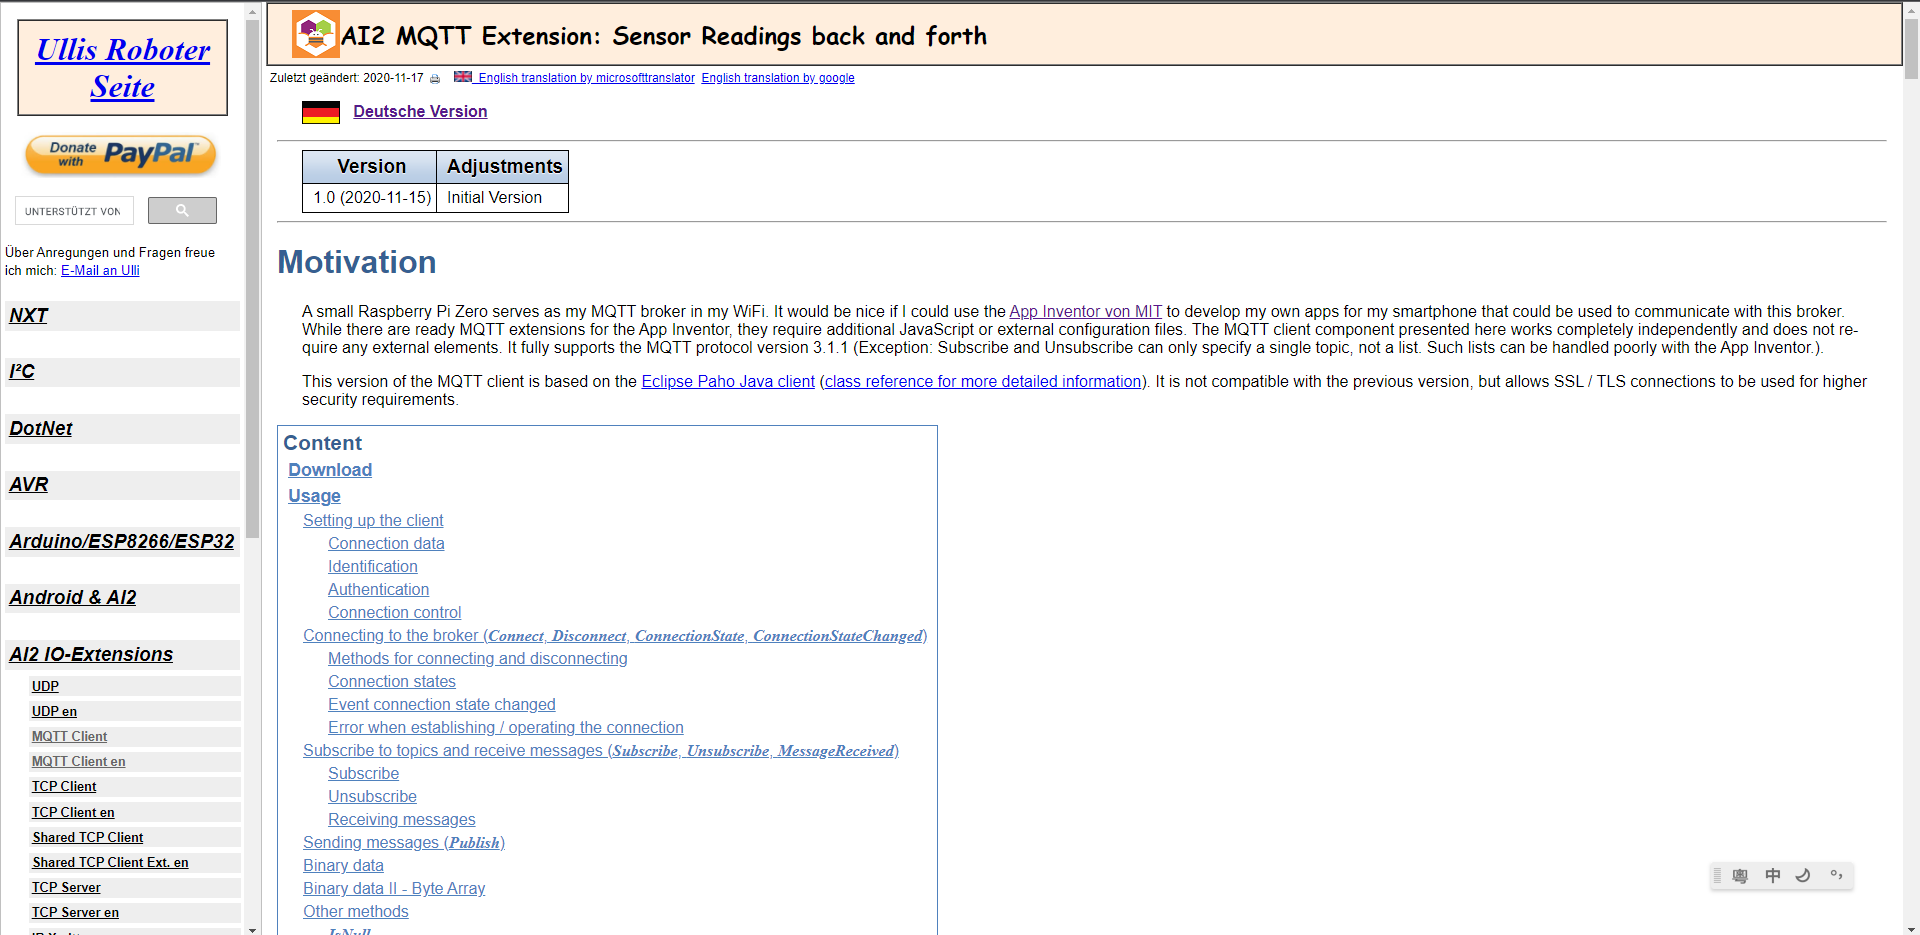 Ullis Roboter
Seite
Donate
with PayPal™
UNTERSTÜTZT VON
Über Anregungen und Fragen freue
ich mich: E-Mail an Ulli
NXT
I²C
DotNet
AVR
Arduino/ESP8266/ESP32
Android & AI2
AI2 IO-Extensions
UDP
UDP en
MQTT Client
MQTT Client en
TCP Client
TCP Client en
Shared TCP Client
Shared TCP Client Ext. en
TCP Server
TCP Server en
AI2 MQTT Extension: Sensor Readings back and forth
Zuletzt geändert: 2020-11-17 English translation by microsofttranslator English translation by google
Deutsche Version
Version Adjustments
1.0 (2020-11-15) Initial Version
Motivation
A small Raspberry Pi Zero serves as my MQTT broker in my WiFi. It would be nice if I could use the App Inventor von MIT to develop my own apps for my smartphone that could be used to communicate with this broker.
While there are ready MQTT extensions for the App Inventor, they require additional JavaScript or external configuration files. The MQTT client component presented here works completely independently and does not re-
quire any external elements. It fully supports the MQTT protocol version 3.1.1 (Exception: Subscribe and Unsubscribe can only specify a single topic, not a list. Such lists can be handled poorly with the App Inventor.).
This version of the MQTT client is based on the Eclipse Paho Java client (class reference for more detailed information). It is not compatible with the previous version, but allows SSL / TLS connections to be used for higher
security requirements.
Content
Download
Usage
Setting up the client
Connection data
Identification
Authentication
Connection control
Connecting to the broker (Connect, Disconnect, ConnectionState, ConnectionStateChanged)
Methods for connecting and disconnecting
Connection states
Event connection state changed
Error when establishing / operating the connection
Subscribe to topics and receive messages (Subscribe, Unsubscribe, MessageReceived)
Subscribe
Unsubscribe
Receiving messages
Sending messages (Publish)
Binary data
Binary data II - Byte Array
Other methods
IsNull
粵 中 °,